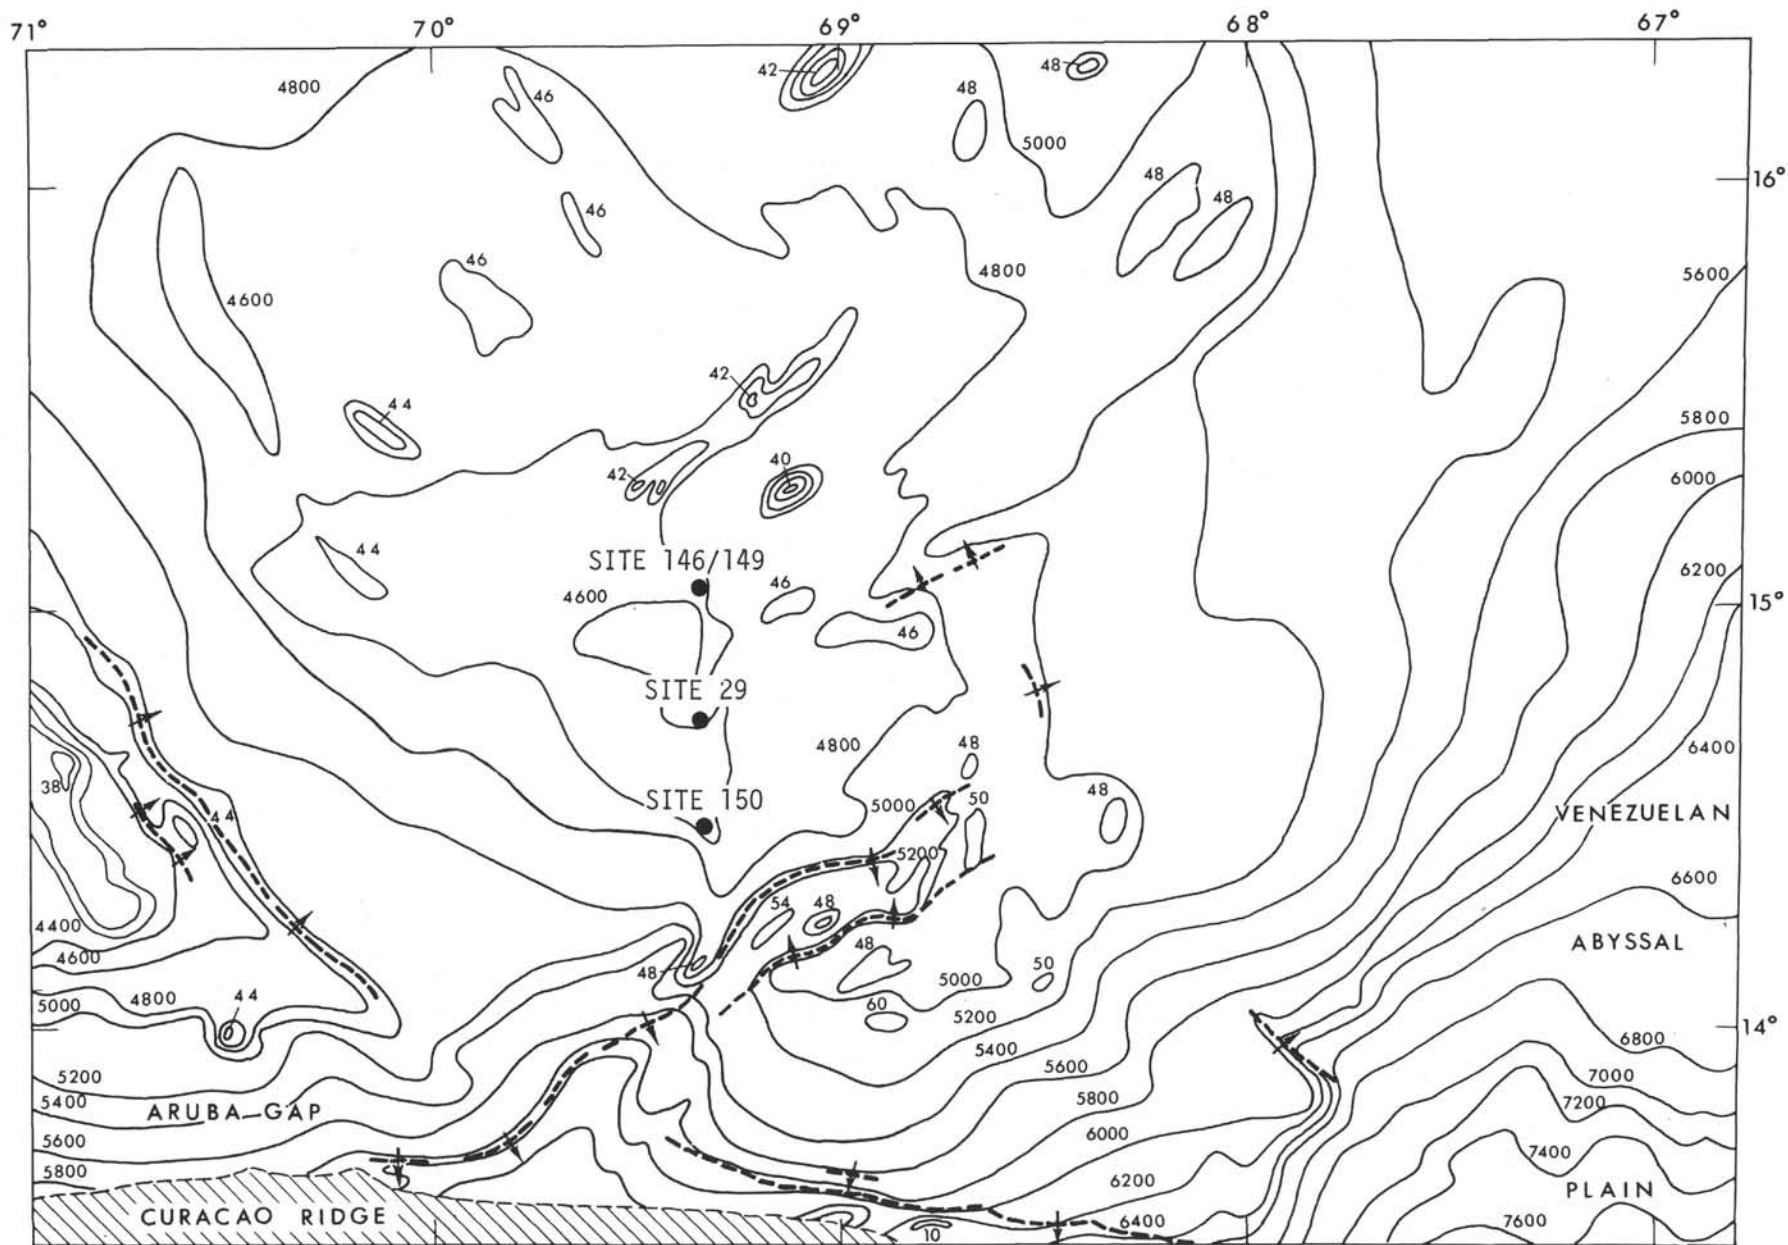 71° 70° 69° 68° 67°
4800 46 42 48 48
5000
16°
48 48
46
46 4800
4600 5600
42
44 5800
42 40 6000
44
SITE 146/149 6200
4600 46 15°
46
SITE 29
4800 48 6400
38 SITE 150 5000 50 48 VENEZUELAN
44
5200
6600
54 48
4400 ABYSSAL
4600 48 48 50
5000 4800 44 5000
60 5200 14°
5400 6800
5200 5600 7000
5400 ARUBA GAP 5800 7200
5600 6000
7400
5800 6200 PLAIN
CURACAO RIDGE 6400 7600
10